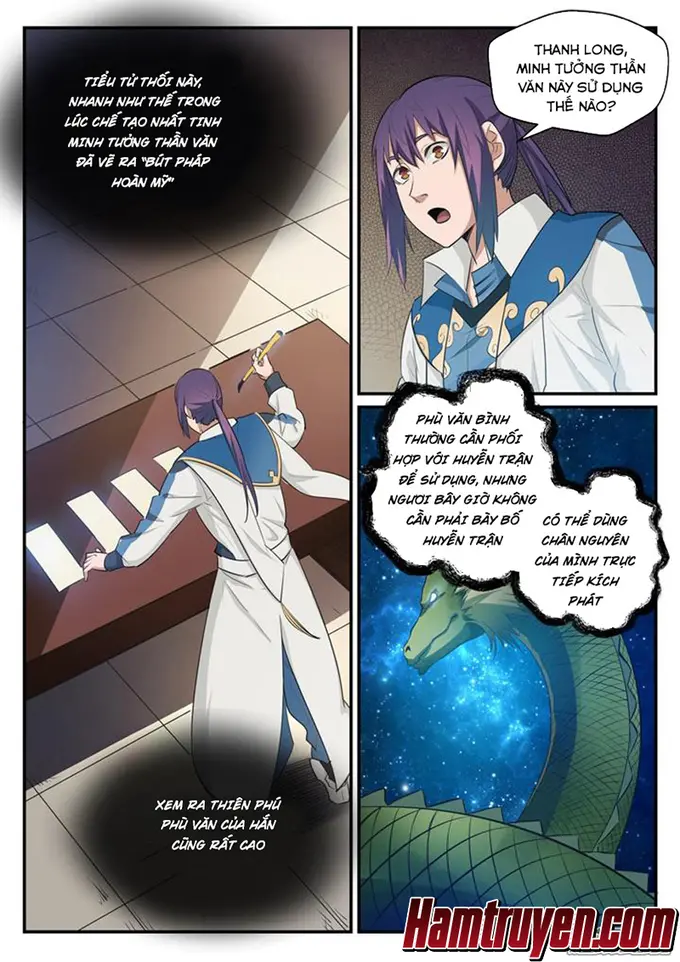 TIỂU TỬ THỐI NÀY,
NHANH NHƯ THẾ TRONG
LÚC CHẾ TẠO NHẤT TINH
MINH TƯỞNG THẦN VĂN
ĐÃ VẼ RA "BÚT PHÁP
HOÀN MỸ"
THANH LONG,
MINH TƯỞNG THẦN
VĂN NÀY SỬ DỤNG
THẾ NÀO?
PHÙ VĂN BÌNH
THƯỜNG CẦN PHỐI
HỢP VỚI HUYỄN TRẬN
ĐỂ SỬ DỤNG, NHƯNG
NGƯƠI BÂY GIỜ KHÔNG
CẦN PHẢI BÀY BỐ
HUYỄN TRẬN
CÓ THỂ DÙNG
CHÂN NGUYÊN
CỦA MÌNH TRỰC
TIẾP KÍCH
PHÁT
XEM RA THIÊN PHÚ
PHÙ VĂN CỦA HẮN
CŨNG RẤT CAO
Hamtruyen.com